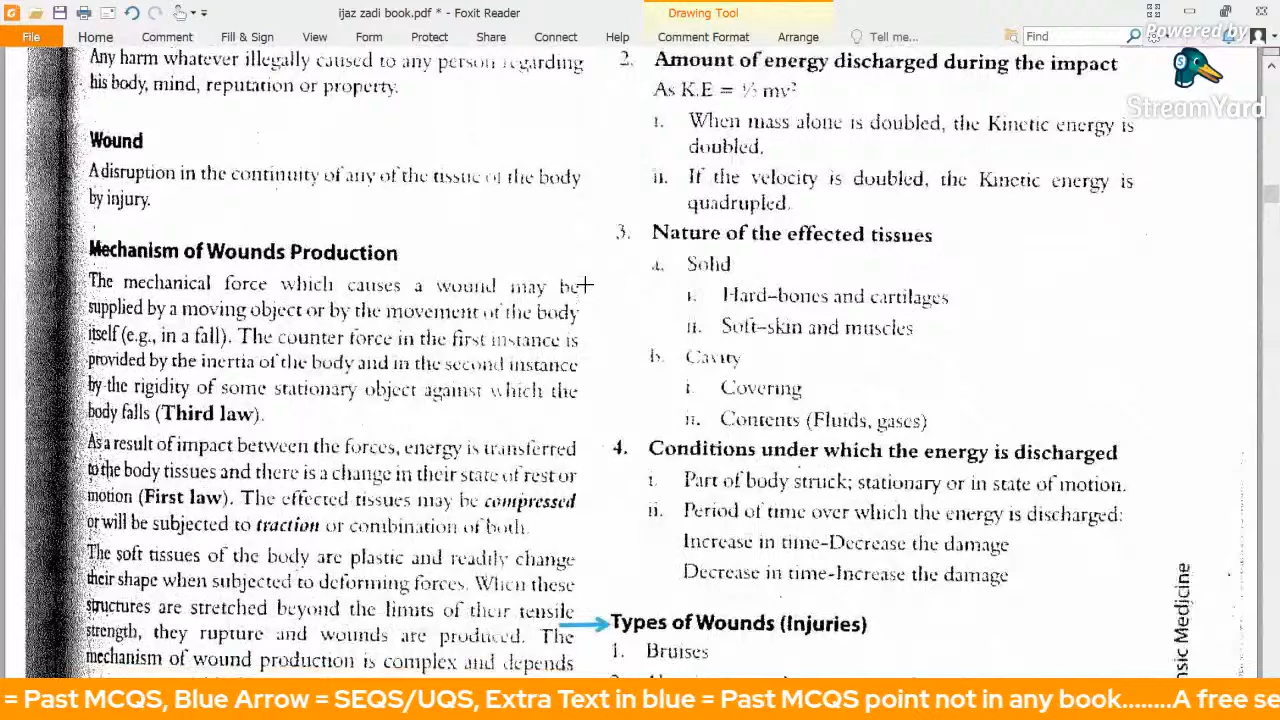 ijaz zadi book.pdf * - Foxit Reader
Drawing Tool
File
Home
Comment
Fill & Sign
View
Form
Protect
Share
Connect
Help
Comment Format
Arrange
Tell me...
Find
Powered by
StreamYard
Any harm whatever illegally caused to any person regarding
his body, mind, reputation or property.
Wound
A disruption in the continuity of any of the tissue of the body
by injury.
Mechanism of Wounds Production
The mechanical force which causes a wound may be
supplied by a moving object or by the movement of the body
itself (e.g., in a fall). The counter force in the first instance is
provided by the inertia of the body and in the second instance
by the rigidity of some stationary object against which the
body falls (Third law).
As a result of impact between the forces, energy is transferred
to the body tissues and there is a change in their state of rest or
motion (First law). The effected tissues may be compressed
or will be subjected to traction or combination of both.
The soft tissues of the body are plastic and readily change
their shape when subjected to deforming forces. When these
structures are stretched beyond the limits of their tensile
strength, they rupture and wounds are produced. The
mechanism of wound production is complex and depends
2. Amount of energy discharged during the impact
As K.E = ½ mv²
i. When mass alone is doubled, the Kinetic energy is
doubled.
ii. If the velocity is doubled, the Kinetic energy is
quadrupled.
3. Nature of the effected tissues
a. Solid
i. Hard–bones and cartilages
ii. Soft–skin and muscles
b. Cavity
i. Covering
ii. Contents (Fluids, gases)
4. Conditions under which the energy is discharged
i. Part of body struck; stationary or in state of motion.
ii. Period of time over which the energy is discharged:
Increase in time-Decrease the damage
Decrease in time-Increase the damage
Types of Wounds (Injuries)
1. Bruises
nsic Medicine
= Past MCQS, Blue Arrow = SEQS/UQS, Extra Text in blue = Past MCQS point not in any book........A free se